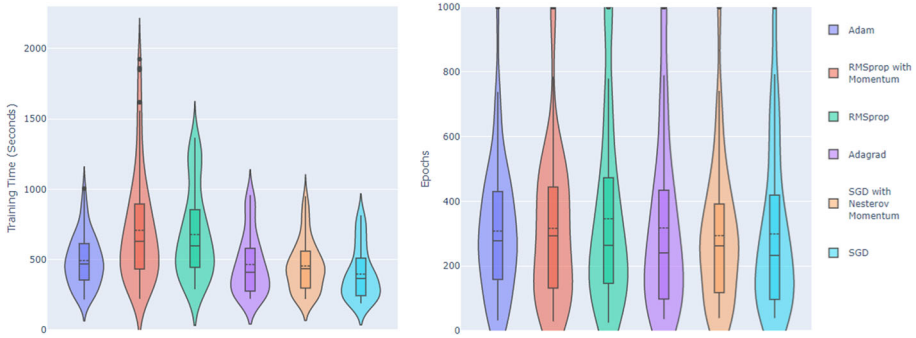 2000
1500
1000
500
0
Training Time (Seconds)
1000
800
600
400
200
0
Epochs
Adam
RMSprop with
Momentum
RMSprop
Adagrad
SGD with
Nesterov
Momentum
SGD